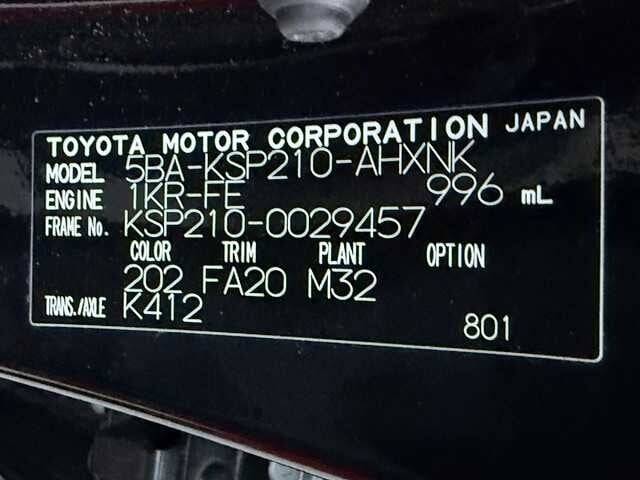 TOYOTA MOTOR CORPORATION JAPAN
MODEL 5BA-KSP210-AHXNK
ENGINE 1KR-FE 996 mL
FRAME No. KSP210-0029457
COLOR TRIM PLANT OPTION
202 FA20 M32
TRANS./AXLE K412
801